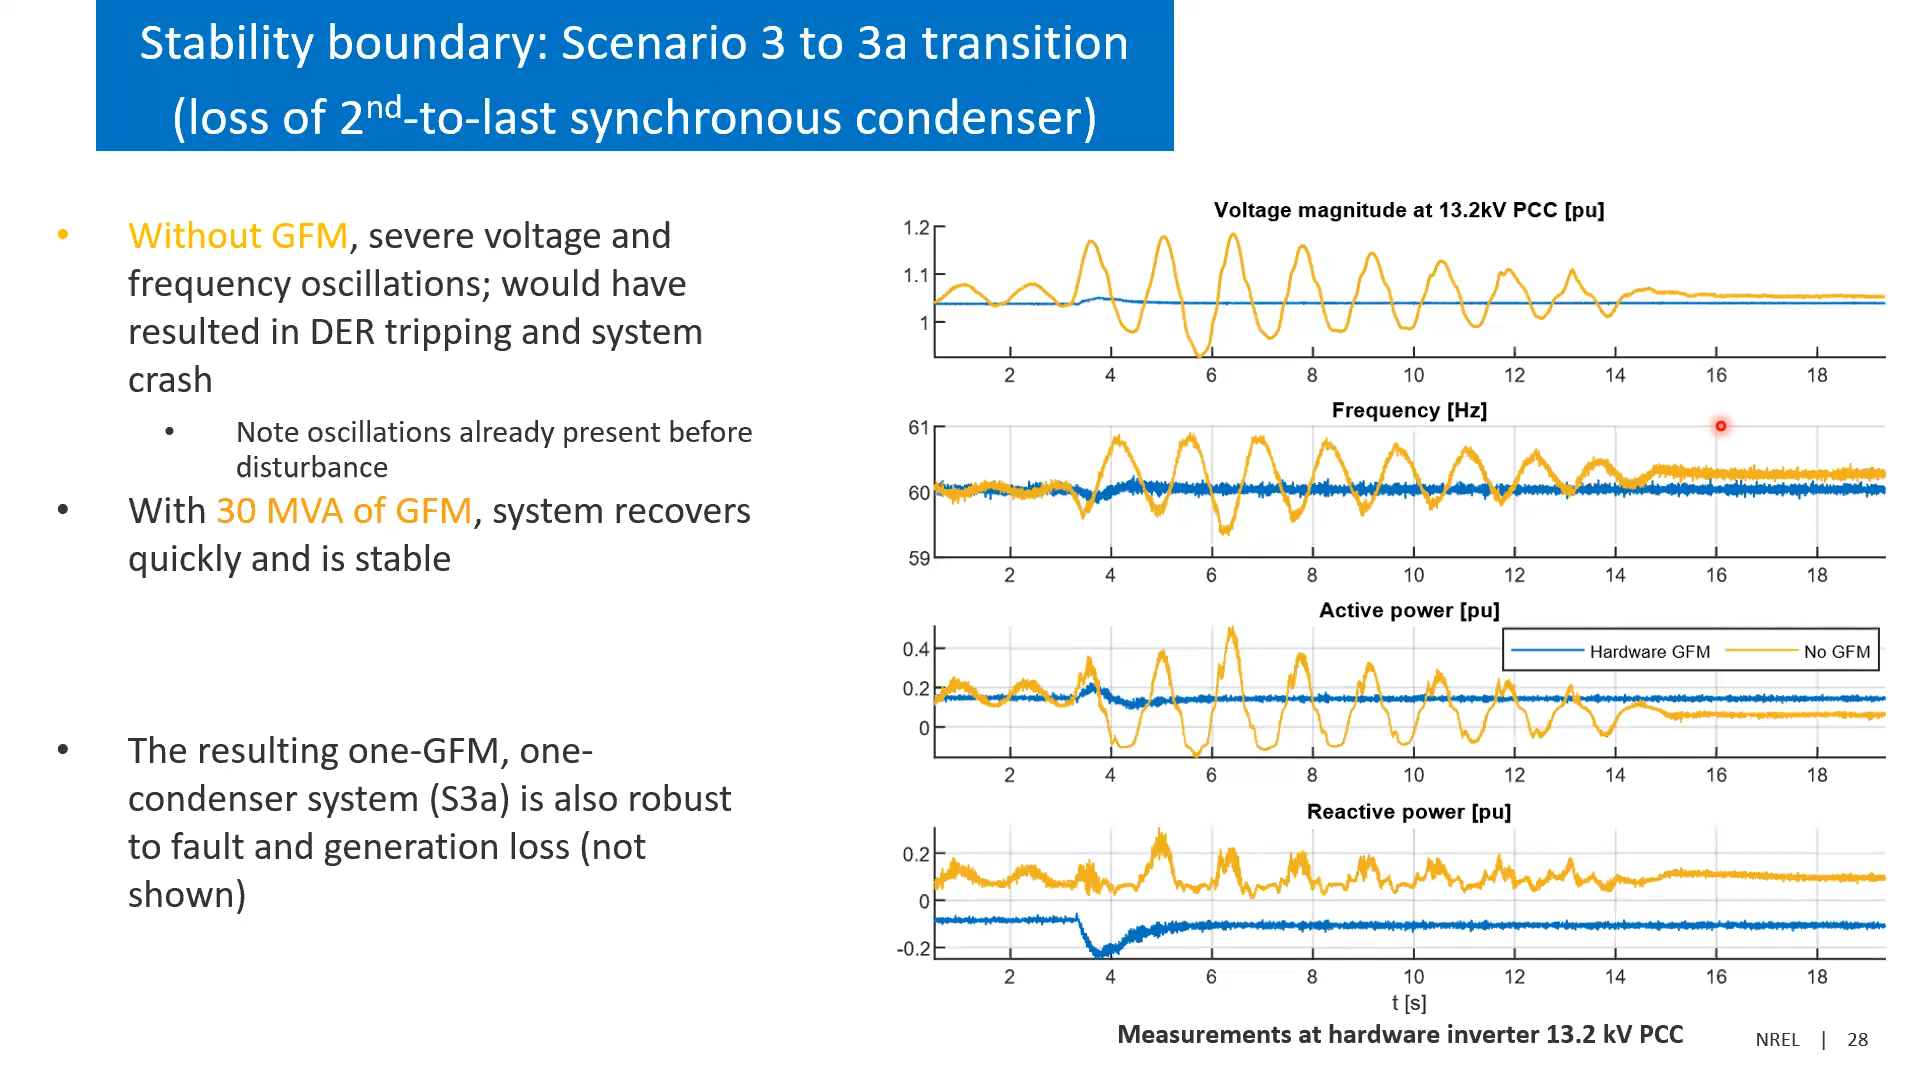 Stability boundary: Scenario 3 to 3a transition
(loss of 2nd-to-last synchronous condenser)
• Without GFM, severe voltage and
frequency oscillations; would have
resulted in DER tripping and system
crash
• Note oscillations already present before
disturbance
• With 30 MVA of GFM, system recovers
quickly and is stable
• The resulting one-GFM, one-
condenser system (S3a) is also robust
to fault and generation loss (not
shown)
Voltage magnitude at 13.2kV PCC [pu]
1.2
1.1
1
2 4 6 8 10 12 14 16 18
Frequency [Hz]
61
60
59
2 4 6 8 10 12 14 16 18
Active power [pu]
Hardware GFM No GFM
0.4
0.2
0
2 4 6 8 10 12 14 16 18
Reactive power [pu]
0.2
0
-0.2
2 4 6 8 10 12 14 16 18
t [s]
Measurements at hardware inverter 13.2 kV PCC
NREL | 28